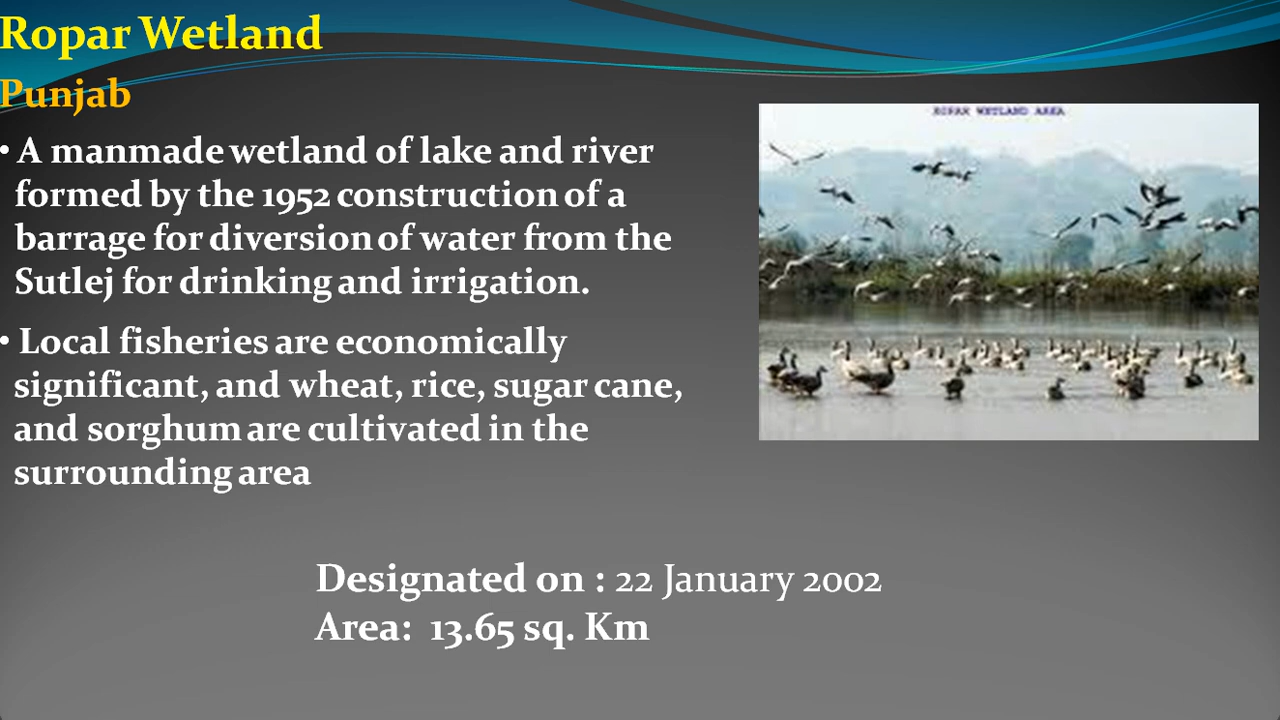 Ropar Wetland
Punjab
• A manmade wetland of lake and river
formed by the 1952 construction of a
barrage for diversion of water from the
Sutlej for drinking and irrigation.
• Local fisheries are economically
significant, and wheat, rice, sugar cane,
and sorghum are cultivated in the
surrounding area
ROPAR WETLAND AREA
Designated on : 22 January 2002
Area: 13.65 sq. Km